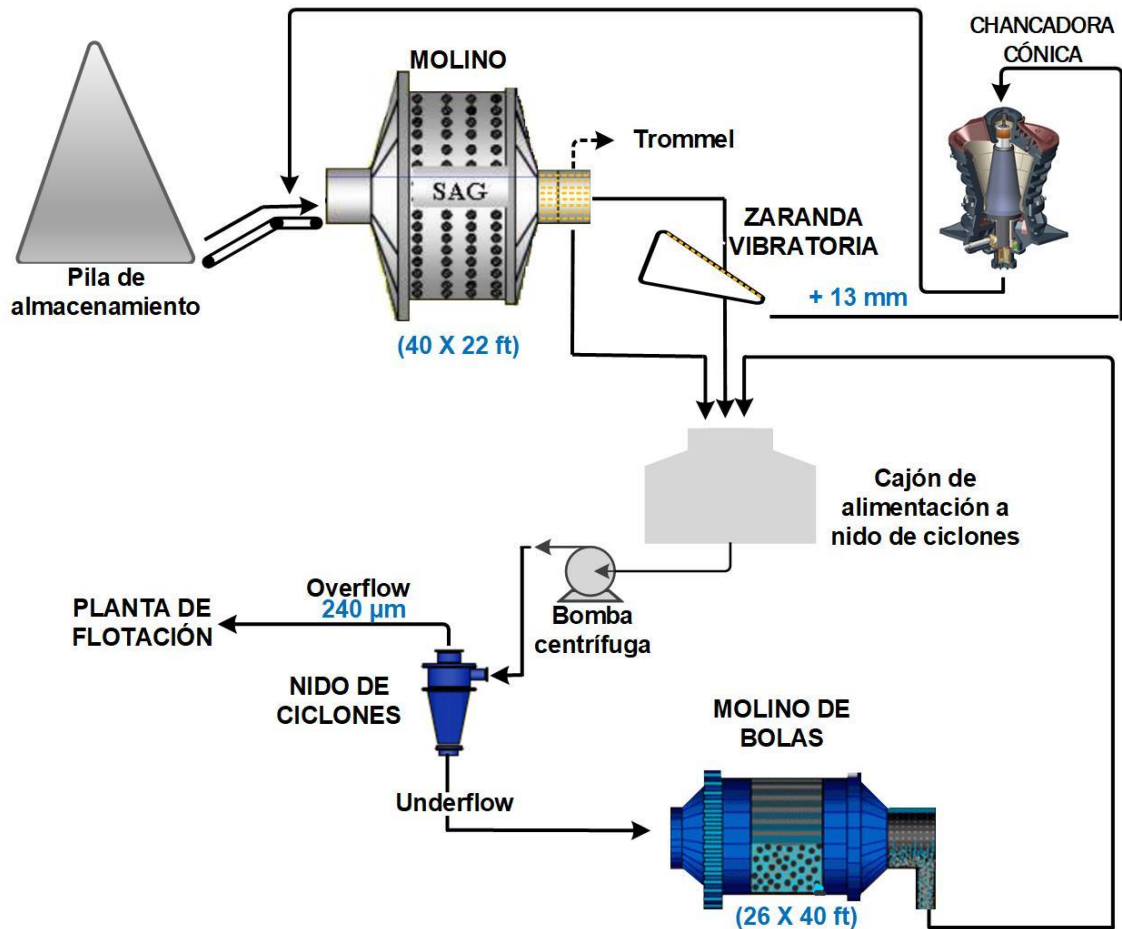 CHANCADORA
CÓNICA
MOLINO
Trommel
SAG
ZARANDA
VIBRATORIA
Pila de
almacenamiento
+ 13 mm
(40 X 22 ft)
Cajón de
alimentación a
nido de ciclones
Overflow
240 µm
PLANTA DE
FLOTACIÓN
Bomba
centrífuga
NIDO DE
CICLONES
MOLINO DE
BOLAS
Underflow
(26 X 40 ft)